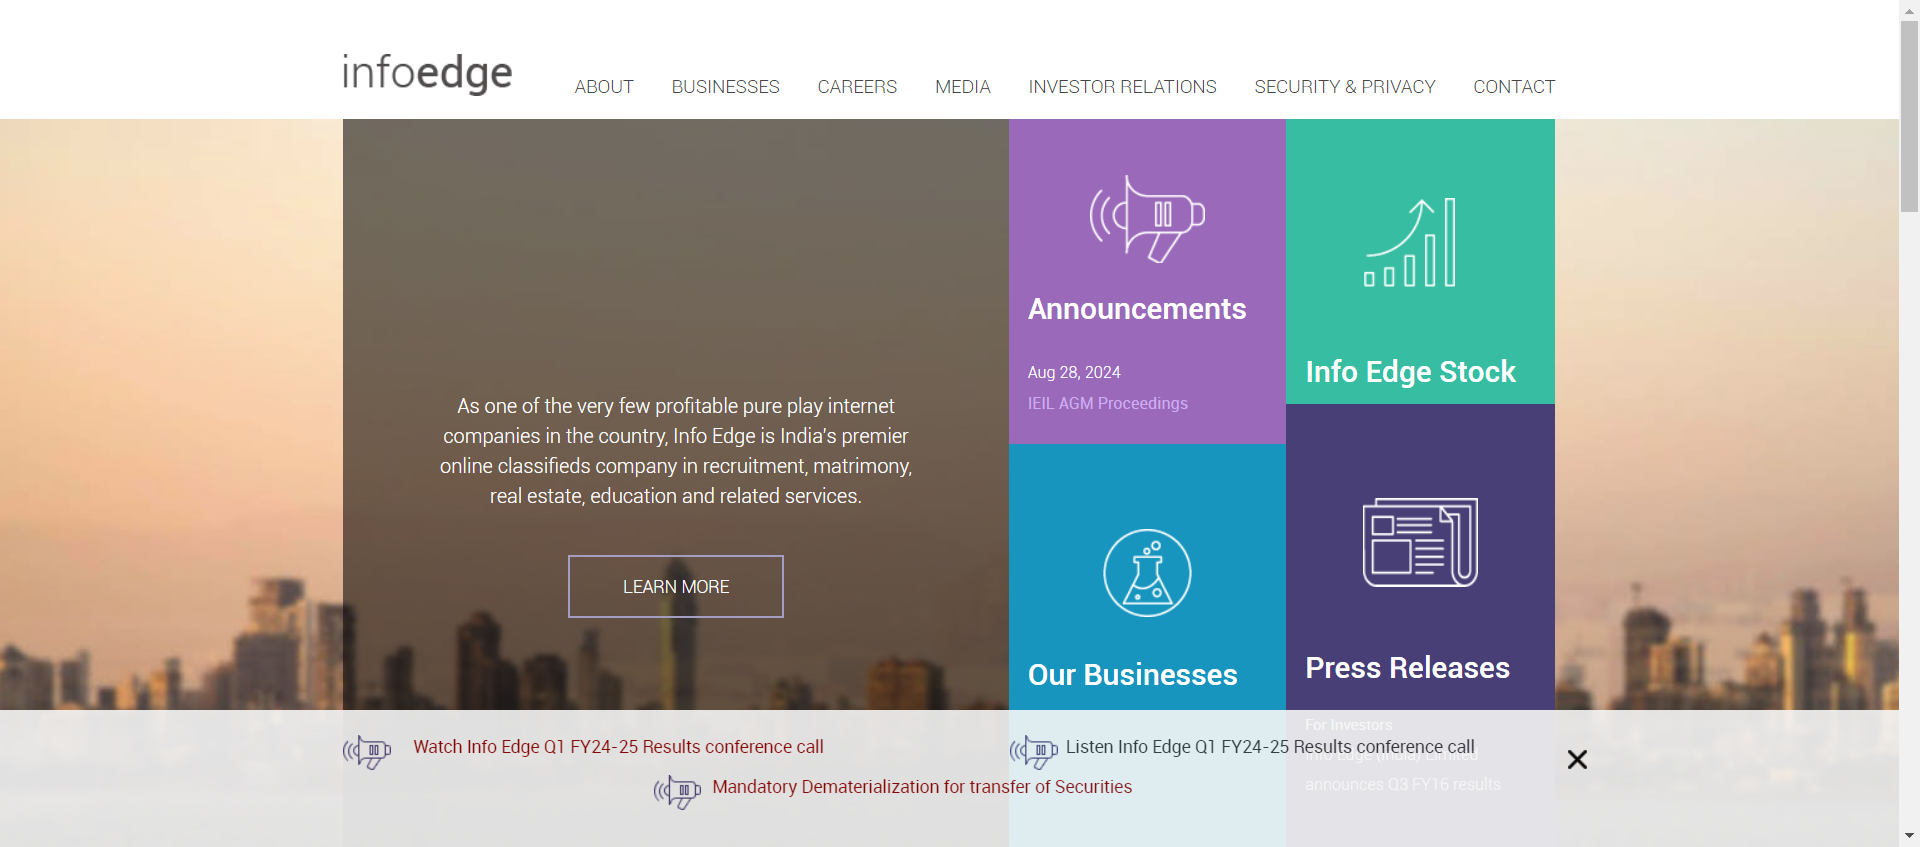 infoedge
ABOUT BUSINESSES CAREERS MEDIA INVESTOR RELATIONS SECURITY & PRIVACY CONTACT
As one of the very few profitable pure play internet
companies in the country, Info Edge is India's premier
online classifieds company in recruitment, matrimony,
real estate, education and related services.
LEARN MORE
Announcements
Aug 28, 2024
IEIL AGM Proceedings
Info Edge Stock
Our Businesses
Press Releases
For Investors
Info Edge (India) Limited
announces Q3 FY16 results
Watch Info Edge Q1 FY24-25 Results conference call
Listen Info Edge Q1 FY24-25 Results conference call
Mandatory Dematerialization for transfer of Securities